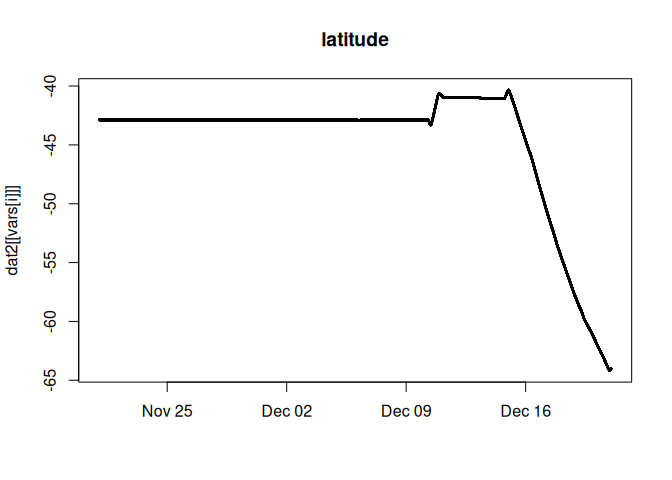 latitude
dat2[[vars[i]]]
-40
-45
-50
-55
-60
-65
Nov 25
Dec 02
Dec 09
Dec 16